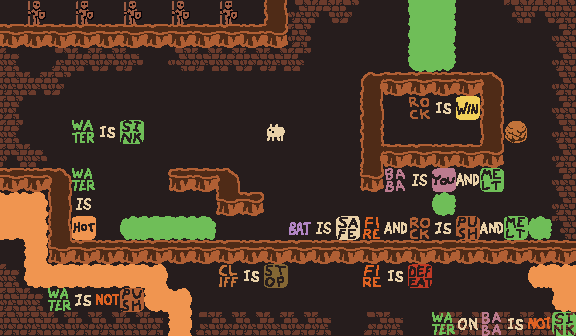 ROCK IS WIN
WATER IS SINK
WATER
IS
HOT
BABA IS YOU AND MELT
BAT IS SAFE FIRE AND ROCK IS PUSH AND MELT
CLIFF IS STOP
FIRE IS DEFEAT
WATER IS NOT PUSH
WATER ON BABA IS NOT SINK